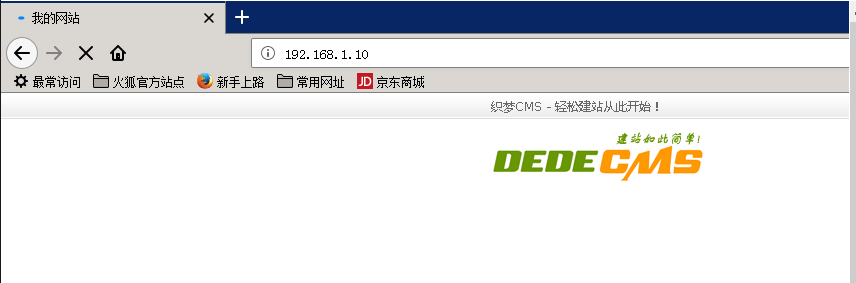 我的网站
192.168.1.10
最常访问 火狐官方站点 新手上路 常用网址 JD 京东商城
织梦CMS - 轻松建站从此开始！
建站如此简单!
DEDECMS